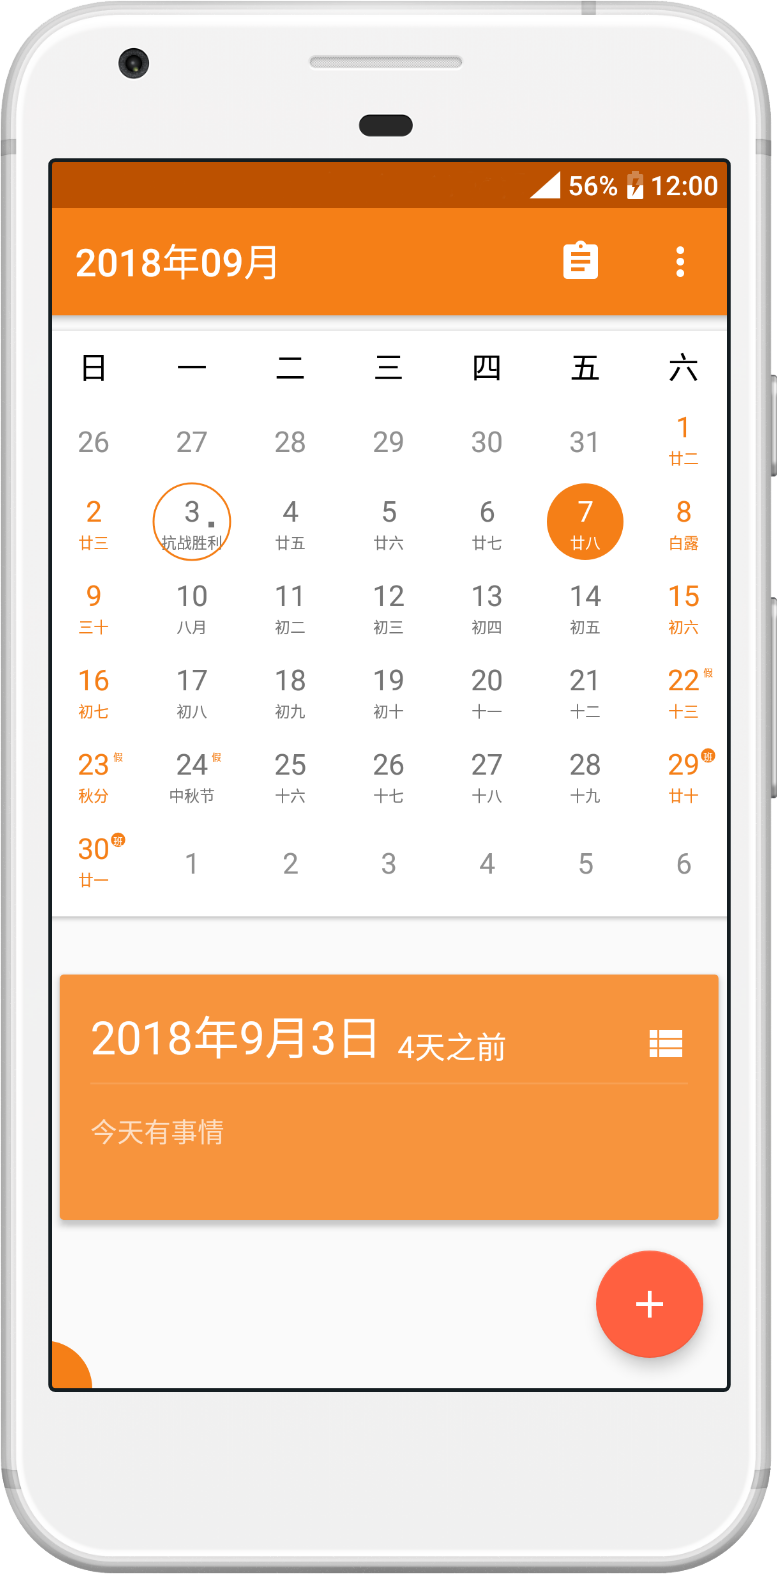 56% 12:00
2018年09月
日 一 二 三 四 五 六
26 27 28 29 30 31 1
廿二
2 3 4 5 6 7 8
廿三 抗战胜利 廿五 廿六 廿七 廿八 白露
9 10 11 12 13 14 15
三十 八月 初二 初三 初四 初五 初六
16 17 18 19 20 21 22 假
初七 初八 初九 初十 十一 十二 十三
23 假 24 假 25 26 27 28 29 班
秋分 中秋节 十六 十七 十八 十九 廿十
30 班 1 2 3 4 5 6
廿一
2018年9月3日 4天之前
今天有事情